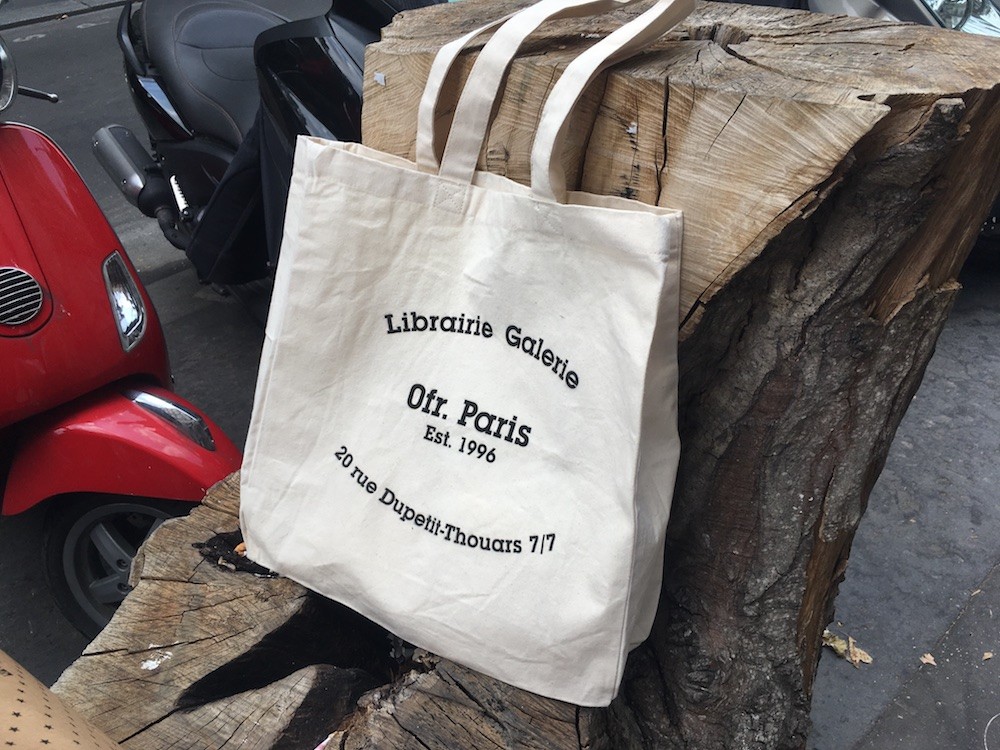 Librairie Galerie
Ofr. Paris
Est. 1996
20 rue Dupetit-Thouars 7/7